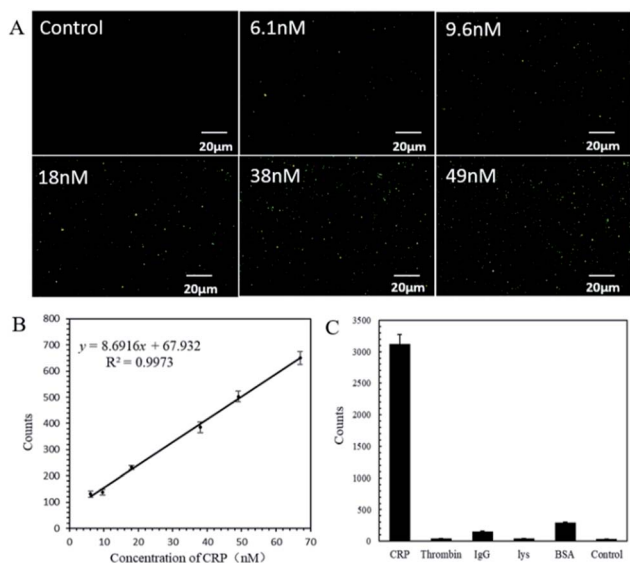 A
Control
6.1nM
9.6nM
20μm
20μm
20μm
18nM
38nM
49nM
20μm
20μm
20μm
B
y = 8.6916x + 67.932
R² = 0.9973
Counts
800
700
600
500
400
300
200
100
0
0 10 20 30 40 50 60 70
Concentration of CRP（nM）
C
Counts
3500
3000
2500
2000
1500
1000
500
0
CRP Thrombin IgG lys BSA Control